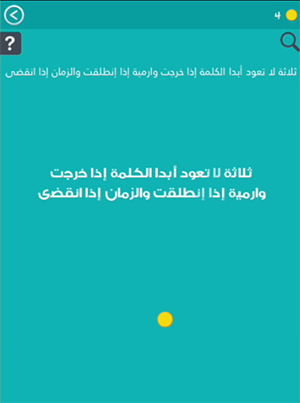 4
?
ثلاثة لا تعود أبدا الكلمة إذا خرجت وارمية إذا إنطلقت والزمان إذا انقضى
ثلاثة لا تعود أبدا الكلمة إذا خرجت
وارمية إذا إنطلقت والزمان إذا انقضى